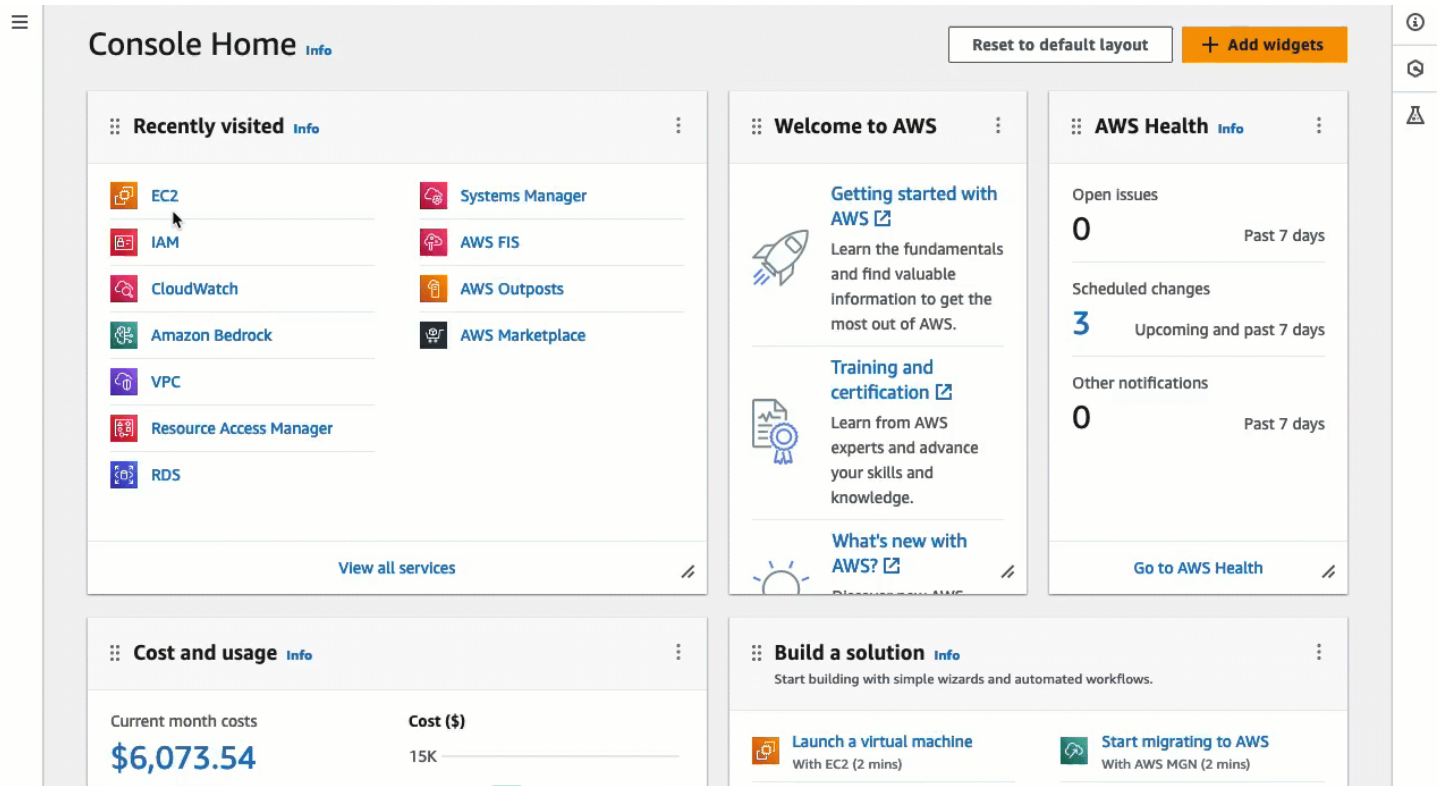 Console Home Info
Reset to default layout
+ Add widgets
Recently visited Info
EC2
IAM
CloudWatch
Amazon Bedrock
VPC
Resource Access Manager
RDS
Systems Manager
AWS FIS
AWS Outposts
AWS Marketplace
View all services
Welcome to AWS
Getting started with
AWS
Learn the fundamentals
and find valuable
information to get the
most out of AWS.
Training and
certification
Learn from AWS
experts and advance
your skills and
knowledge.
What's new with
AWS?
AWS Health Info
Open issues
0 Past 7 days
Scheduled changes
3 Upcoming and past 7 days
Other notifications
0 Past 7 days
Go to AWS Health
Cost and usage Info
Current month costs
$6,073.54
Cost ($)
15K
Build a solution Info
Start building with simple wizards and automated workflows.
Launch a virtual machine
With EC2 (2 mins)
Start migrating to AWS
With AWS MGN (2 mins)